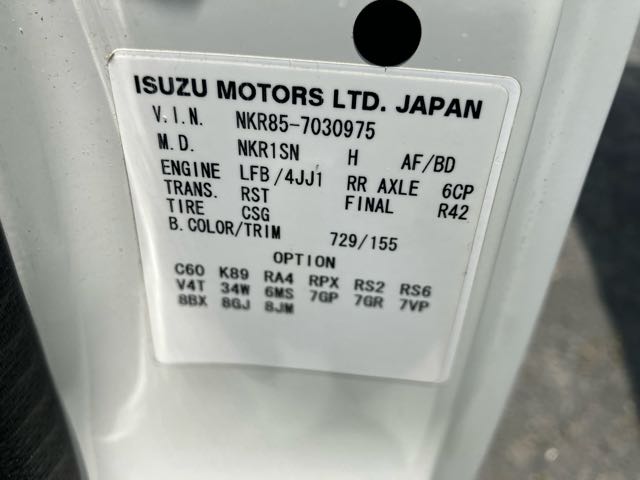 ISUZU MOTORS LTD. JAPAN
V.I.N. NKR85-7030975
M.D. NKR1SN H AF/BD
ENGINE LFB/4JJ1 RR AXLE 6CP
TRANS. RST FINAL R42
TIRE CSG
B.COLOR/TRIM 729/155
OPTION
C60 K89 RA4 RPX RS2 RS6
V4T 34W 6MS 7GP 7GR 7VP
8BX 8GJ 8JM